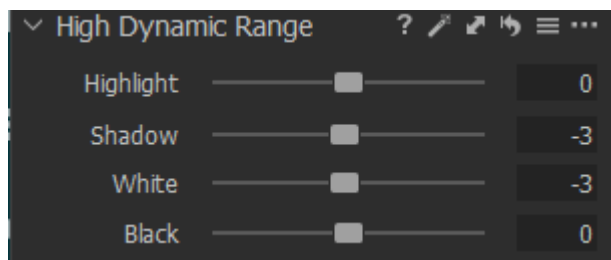 High Dynamic Range ?
Highlight 0
Shadow -3
White -3
Black 0